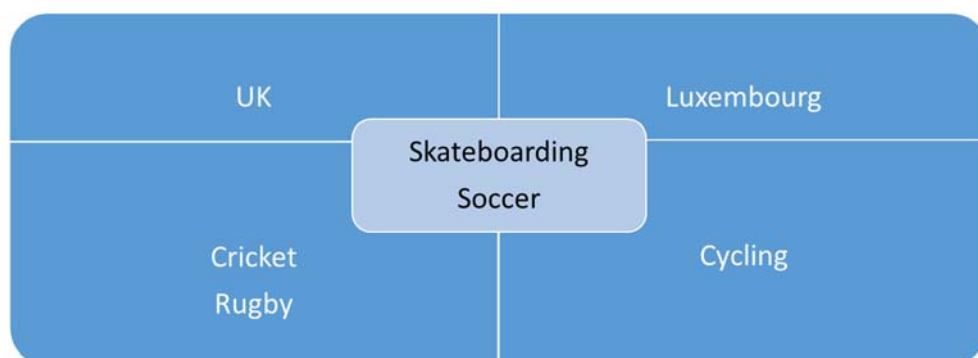 UK
Luxembourg
Skateboarding
Soccer
Cricket
Rugby
Cycling